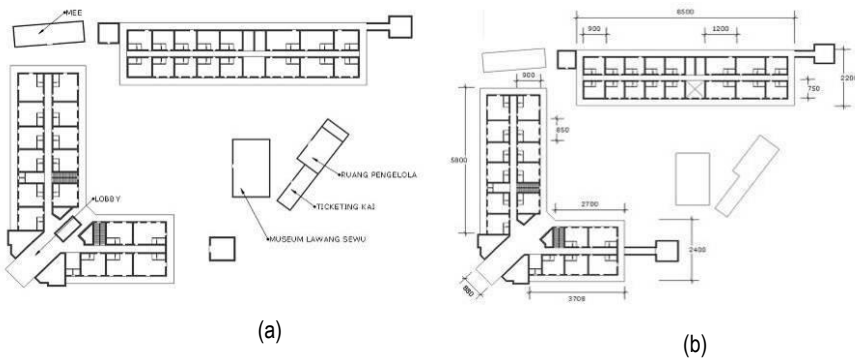 MEE
LOBBY
RUANG PENGELOLA
TICKETING KAI
MUSEUM LAWANG SEWU
(a)
6500
900
1200
2200
750
900
650
5800
2700
2400
880
3708
(b)